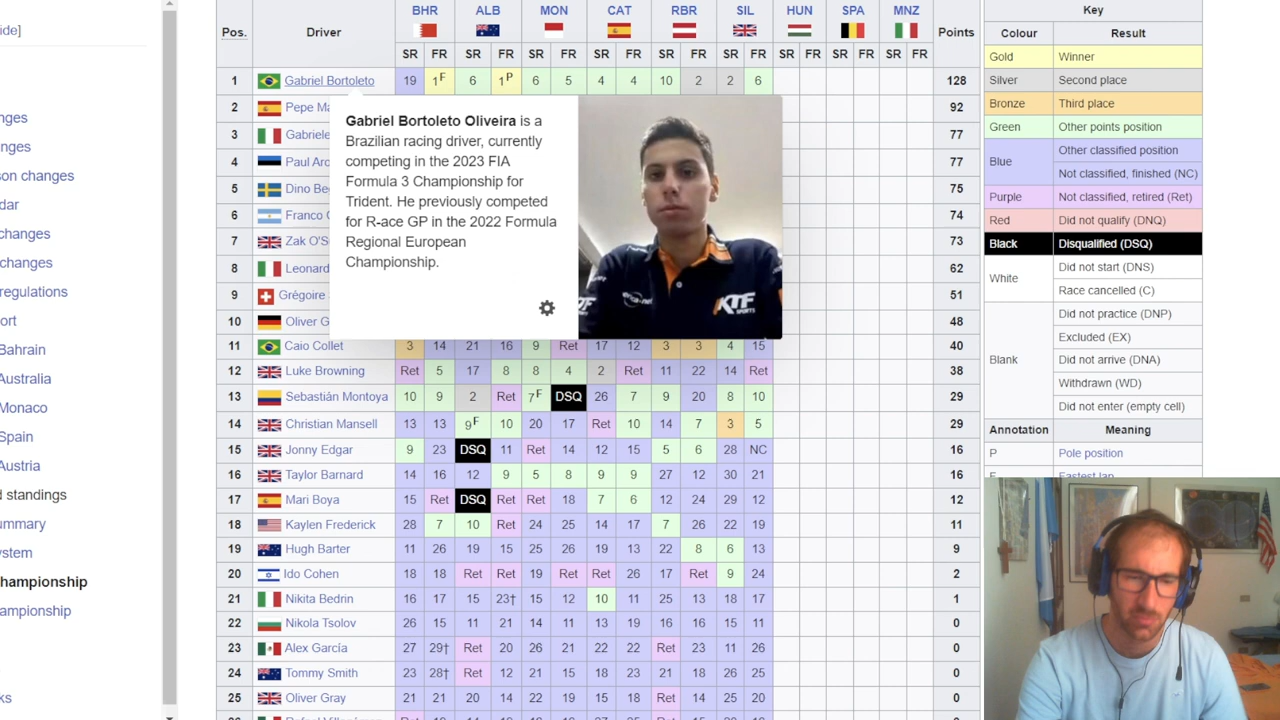 ide]
nges
nges
son changes
dar
changes
changes
regulations
ort
Bahrain
Australia
Monaco
Spain
Austria
d standings
ummary
stem
hampionship
ampionship
ks
Pos. Driver BHR ALB MON CAT RBR SIL HUN SPA MNZ Points
SR FR SR FR SR FR SR FR SR FR SR FR SR FR SR FR SR FR
1 Gabriel Bortoleto 19 1F 6 1P 6 5 4 4 10 2 2 6
2 Pepe Ma 92
3 Gabriele 77
4 Paul Aro 77
5 Dino Be 75
6 Franco 74
7 Zak O'S 73
8 Leonard 62
9 Grégoire 51
10 Oliver G 48
Gabriel Bortoleto Oliveira is a
Brazilian racing driver, currently
competing in the 2023 FIA
Formula 3 Championship for
Trident. He previously competed
for R-ace GP in the 2022 Formula
Regional European
Championship.
KTF
SPORTS
11 Caio Collet 3 14 21 16 9 Ret 17 12 3 3 4 15 40
12 Luke Browning Ret 5 17 8 8 4 2 Ret 11 22 14 Ret 38
13 Sebastián Montoya 10 9 2 Ret 7F DSQ 26 7 9 20 8 10 29
14 Christian Mansell 13 13 9F 10 20 17 Ret 10 14 7 3 5 29
15 Jonny Edgar 9 23 DSQ 11 Ret 14 12 15 5 6 28 NC 16
16 Taylor Barnard 14 16 12 9 5 8 9 9 27 30 21
17 Mari Boya 15 Ret DSQ Ret Ret 18 7 6 12 29 12 12
18 Kaylen Frederick 28 7 10 Ret 24 25 14 17 7 22 19
19 Hugh Barter 11 26 19 15 25 26 19 13 22 6 13
20 Ido Cohen 18 18 Ret Ret Ret Ret 26 17 Ret 9 24 2
21 Nikita Bedrin 16 17 15 23† 15 12 10 11 25 13 18 17 1
22 Nikola Tsolov 26 15 11 21 14 11 13 19 16 16 15 11 0
23 Alex García 27 29† Ret 20 26 21 22 22 Ret 23 11 26 0
24 Tommy Smith 23 28† Ret 12 15 18 23 21 25 25 0
25 Oliver Gray 21 20 14 19 15 18 Ret 25 20 0
Key
Colour Result
Gold Winner
Silver Second place
Bronze Third place
Green Other points position
Blue Other classified position
Not classified, finished (NC)
Purple Not classified, retired (Ret)
Red Did not qualify (DNQ)
Black Disqualified (DSQ)
White Did not start (DNS)
Race cancelled (C)
Blank Did not practice (DNP)
Excluded (EX)
Did not arrive (DNA)
Withdrawn (WD)
Did not enter (empty cell)
Annotation Meaning
P Pole position
F Fastest lap